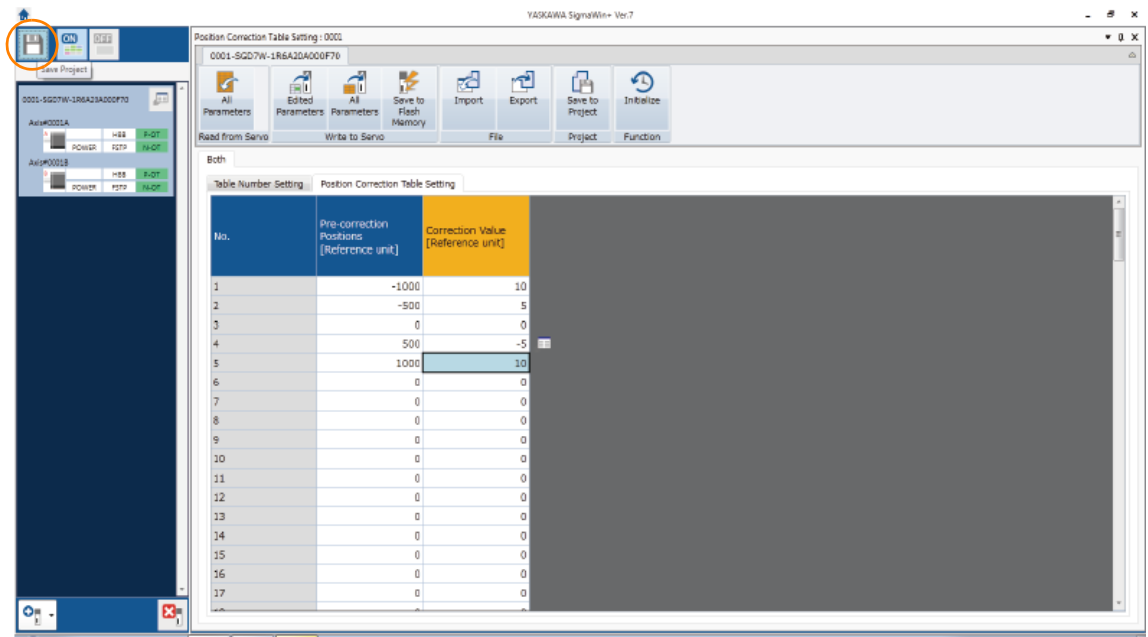 YASKAWA SigmaWin+ Ver.7
ON
OFF
Save Project
0001-SGD7W-1R6A20A000F70
Axis#0001A
HBB P-OT
POWER FSTP N-OT
Axis#0001B
HBB P-OT
POWER FSTP N-OT
Position Correction Table Setting : 0001
0001-SGD7W-1R6A20A000F70
All Parameters
Edited Parameters
All Parameters
Save to Flash Memory
Import
Export
Save to Project
Initialize
Read from Servo
Write to Servo
File
Project
Function
Both
Table Number Setting
Position Correction Table Setting
No.
Pre-correction
Positions
[Reference unit]
Correction Value
[Reference unit]
1 -1000 10
2 -500 5
3 0 0
4 500 -5
5 1000 10
6 0 0
7 0 0
8 0 0
9 0 0
10 0 0
11 0 0
12 0 0
13 0 0
14 0 0
15 0 0
16 0 0
17 0 0